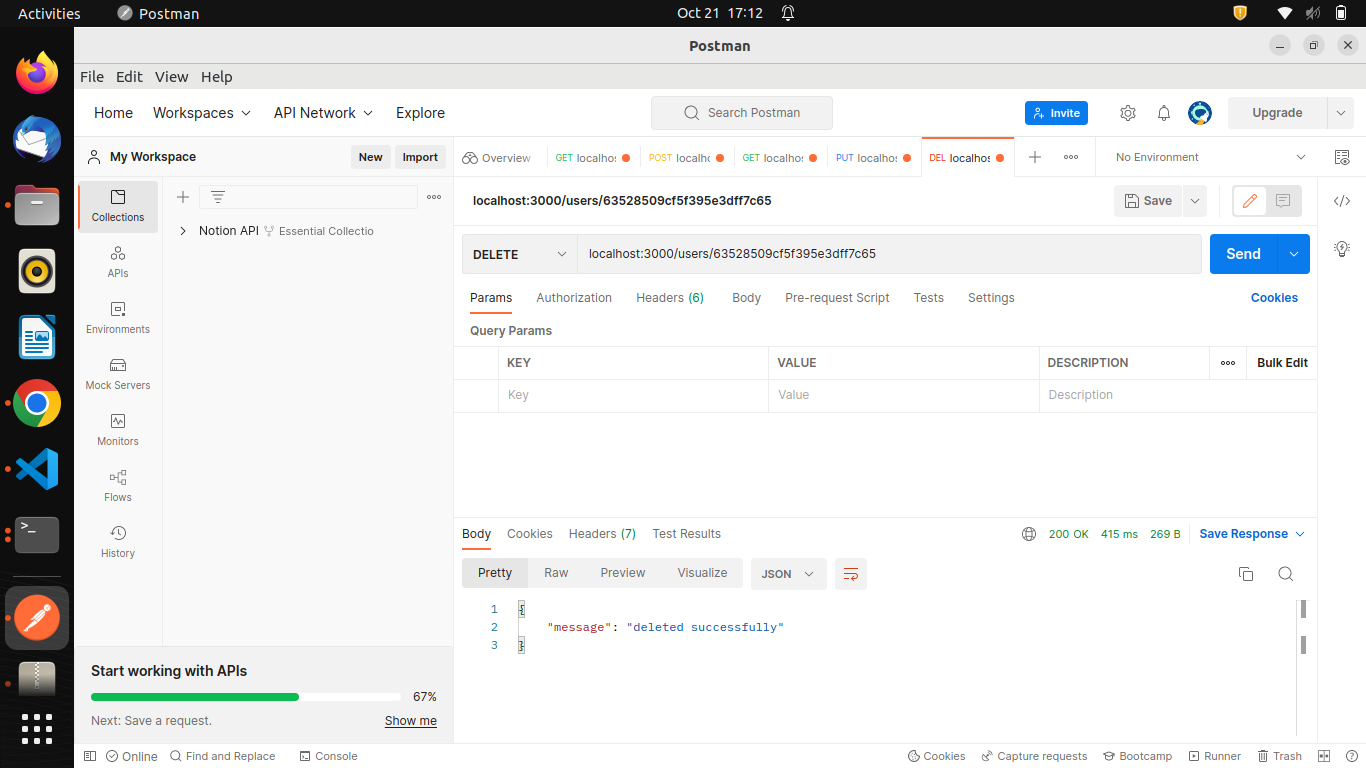 Activities
Postman
Oct 21 17:12
Postman
File Edit View Help
Home
Workspaces
API Network
Explore
Search Postman
Invite
Upgrade
My Workspace
New
Import
Overview
GET localhos
POST localhc
GET localhos
PUT localhos
DEL localhos
No Environment
Collections
APIs
Environments
Mock Servers
Monitors
Flows
History
Notion API
Essential Collectio
localhost:3000/users/63528509cf5f395e3dff7c65
Save
DELETE
localhost:3000/users/63528509cf5f395e3dff7c65
Send
Params
Authorization
Headers (6)
Body
Pre-request Script
Tests
Settings
Cookies
Query Params
KEY
VALUE
DESCRIPTION
Bulk Edit
Key
Value
Description
Body
Cookies
Headers (7)
Test Results
200 OK
415 ms
269 B
Save Response
Pretty
Raw
Preview
Visualize
JSON
1 {
2 "message": "deleted successfully"
3 }
Start working with APIs
67%
Next: Save a request.
Show me
Online
Find and Replace
Console
Cookies
Capture requests
Bootcamp
Runner
Trash